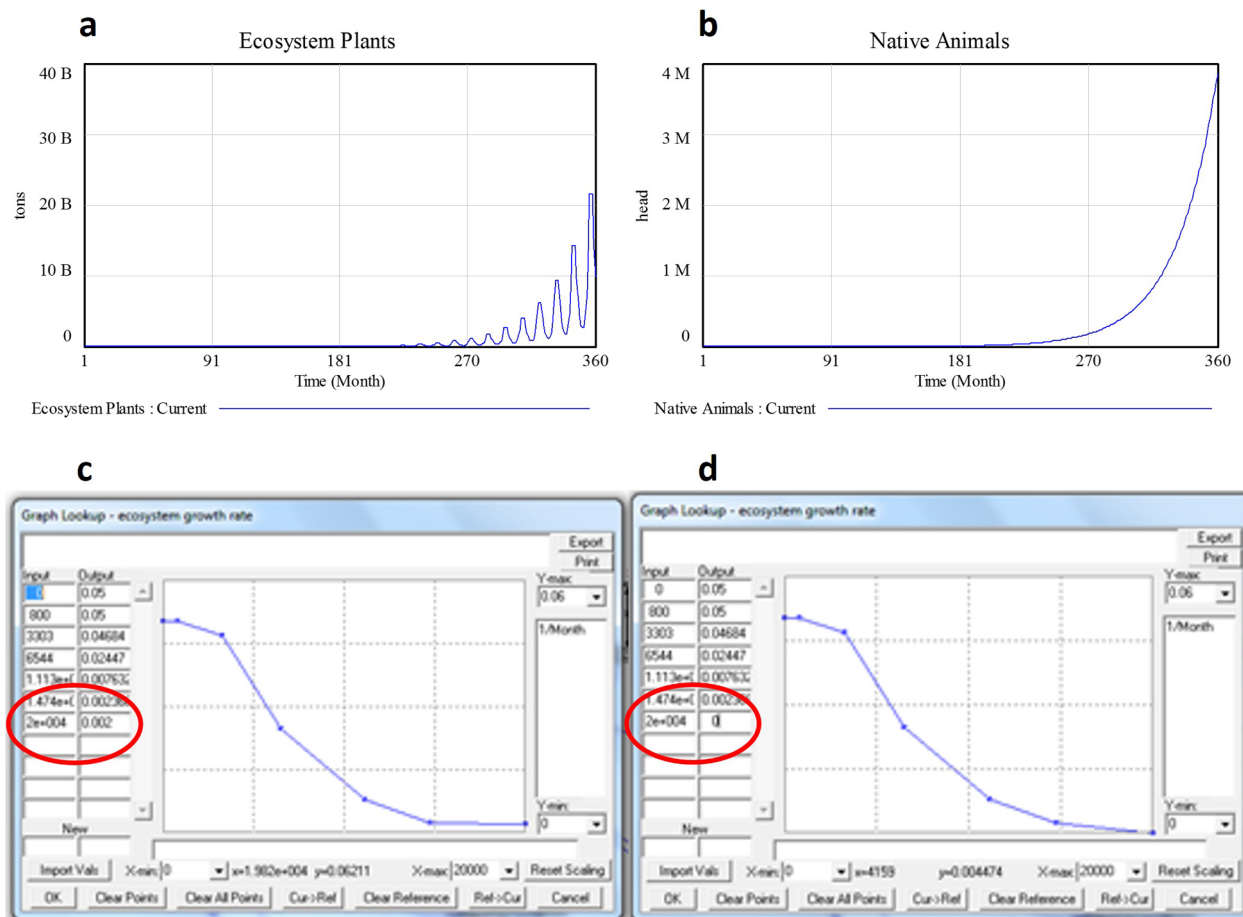 a
Ecosystem Plants
40 B
30 B
20 B
10 B
0
tons
1 91 181 270 360
Time (Month)
Ecosystem Plants : Current
b
Native Animals
4 M
3 M
2 M
1 M
0
head
1 91 181 270 360
Time (Month)
Native Animals : Current
c
Graph Lookup - ecosystem growth rate
Export
Print
Input Output
0 0.05
800 0.05
3303 0.04684
6544 0.02447
1.113e+ 0.007632
1.474e+ 0.00236
2e+004 0.002
New
Y-max:
0.06
1/Month
Y-min:
0
Import Vals X-min: 0 x=1.982e+004 y=0.06211 X-max: 20000 Reset Scaling
OK Clear Points Clear All Points Cur->Ref Clear Reference Ref->Cur Cancel
d
Graph Lookup - ecosystem growth rate
Export
Print
Input Output
0 0.05
800 0.05
3303 0.04684
6544 0.02447
1.113e+ 0.007632
1.474e+ 0.00236
2e+004 0
New
Y-max:
0.06
1/Month
Y-min:
0
Import Vals X-min: 0 x=4159 y=0.004474 X-max: 20000 Reset Scaling
OK Clear Points Clear All Points Cur->Ref Clear Reference Ref->Cur Cancel